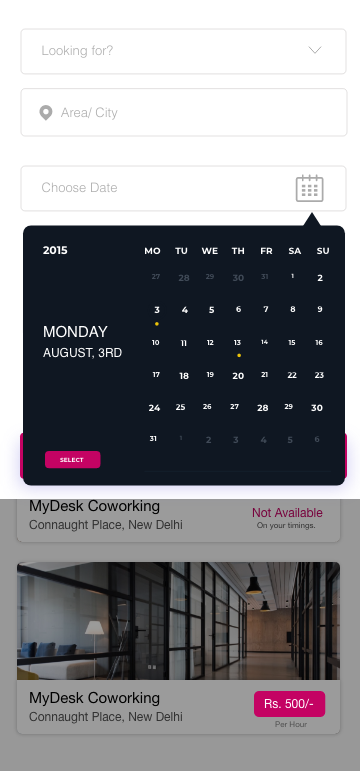 Looking for?
Area/ City
Choose Date
2015
MO TU WE TH FR SA SU
27 28 29 30 31 1 2
3 4 5 6 7 8 9
MONDAY
AUGUST, 3RD
10 11 12 13 14 15 16
17 18 19 20 21 22 23
24 25 26 27 28 29 30
31 1 2 3 4 5 6
SELECT
MyDesk Coworking
Connaught Place, New Delhi
Not Available
On your timings.
MyDesk Coworking
Connaught Place, New Delhi
Rs. 500/-
Per Hour